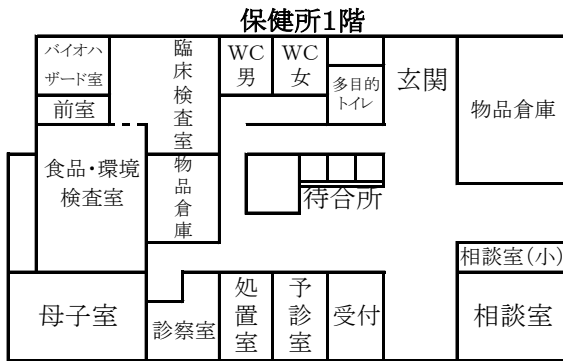 保健所1階
バイオハ
ザード室
前室
臨床検査室
WC
男
WC
女
多目的
トイレ
玄関
物品倉庫
食品・環境
検査室
物品倉庫
待合所
相談室(小)
母子室
診察室
処置室
予診室
受付
相談室